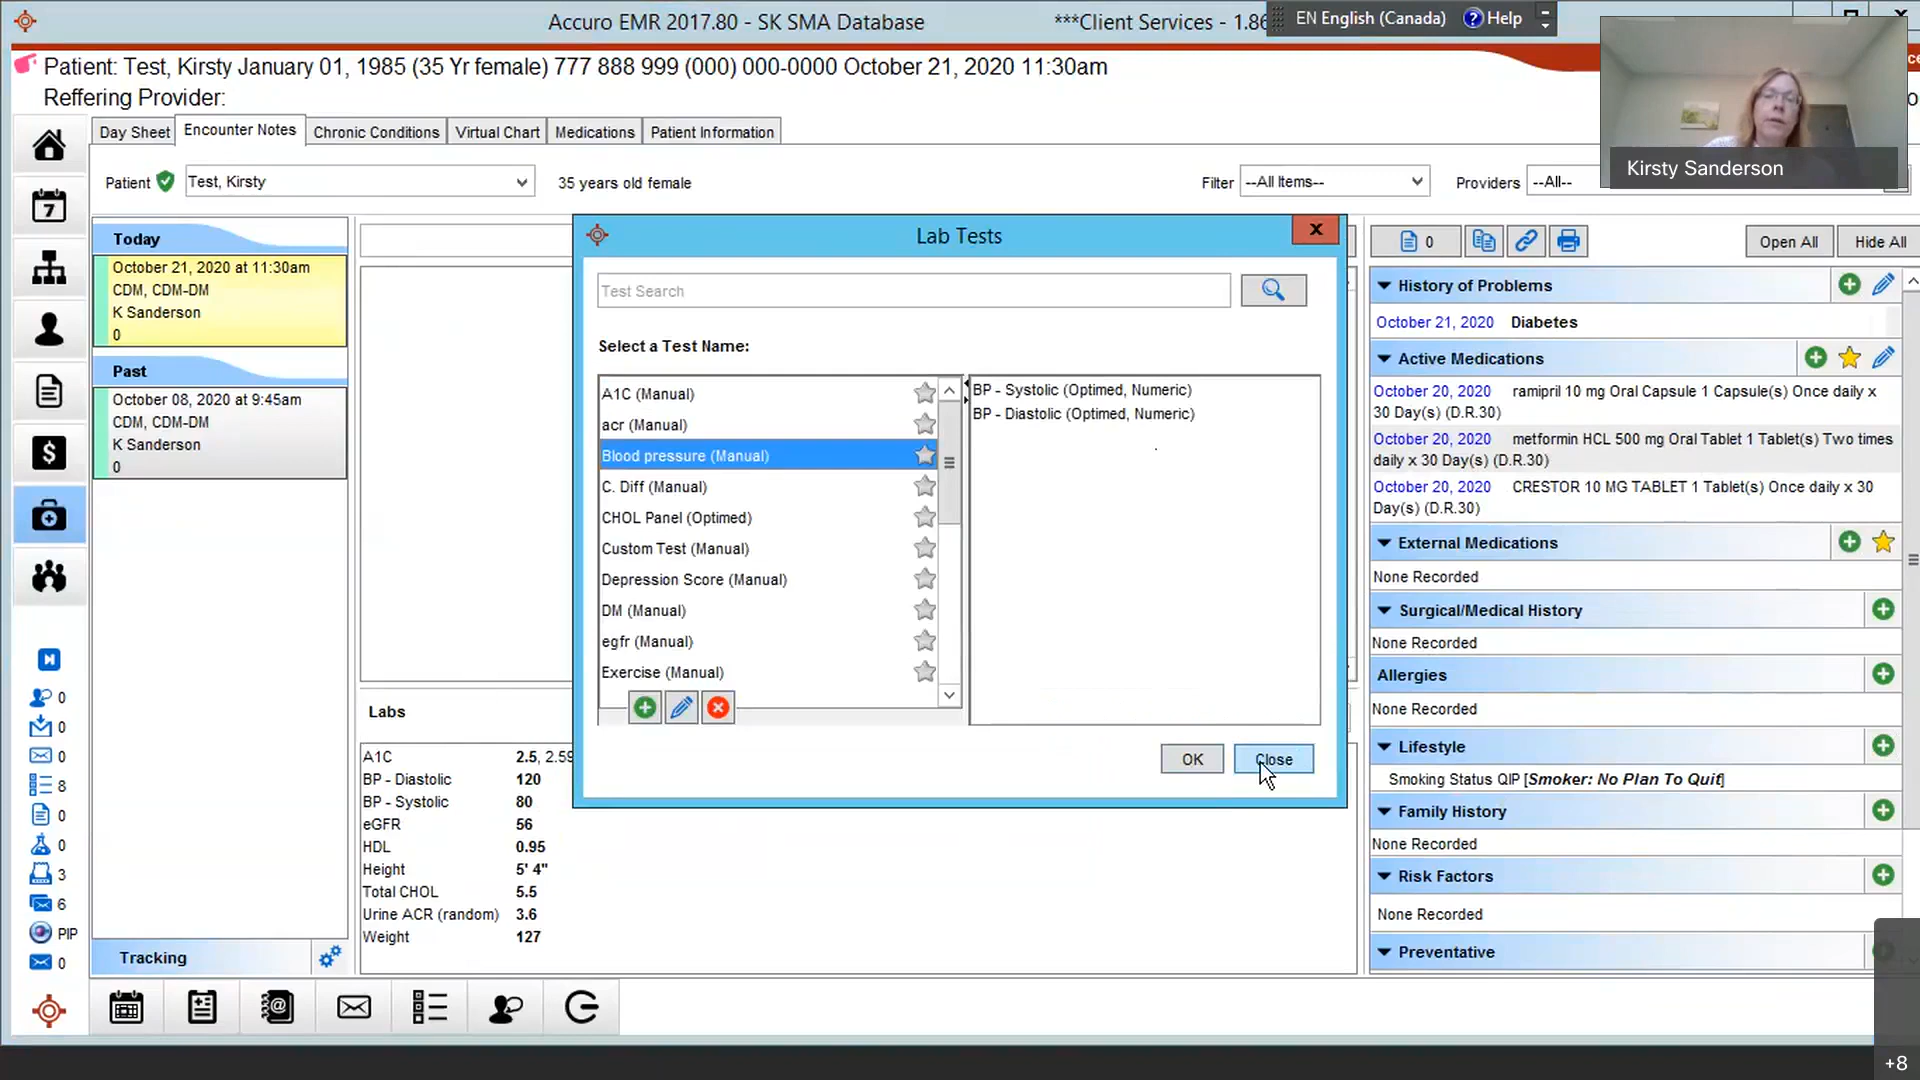 Accuro EMR 2017.80 - SK SMA Database
***Client Services - 1.86
EN English (Canada)
Help
Patient: Test, Kirsty January 01, 1985 (35 Yr female) 777 888 999 (000) 000-0000 October 21, 2020 11:30am
Reffering Provider:
Kirsty Sanderson
Day Sheet
Encounter Notes
Chronic Conditions
Virtual Chart
Medications
Patient Information
Patient
Test, Kirsty
35 years old female
Filter
--All Items--
Providers
--All--
7
Today
October 21, 2020 at 11:30am
CDM, CDM-DM
K Sanderson
0
Past
October 08, 2020 at 9:45am
CDM, CDM-DM
K Sanderson
0
Tracking
0
0
0
8
0
0
3
6
PIP
0
Lab Tests
Test Search
Select a Test Name:
A1C (Manual)
acr (Manual)
Blood pressure (Manual)
C. Diff (Manual)
CHOL Panel (Optimed)
Custom Test (Manual)
Depression Score (Manual)
DM (Manual)
egfr (Manual)
Exercise (Manual)
BP - Systolic (Optimed, Numeric)
BP - Diastolic (Optimed, Numeric)
OK
Close
Labs
A1C 2.5, 2.59
BP - Diastolic 120
BP - Systolic 80
eGFR 56
HDL 0.95
Height 5' 4"
Total CHOL 5.5
Urine ACR (random) 3.6
Weight 127
0
Open All
Hide All
History of Problems
October 21, 2020 Diabetes
Active Medications
October 20, 2020 ramipril 10 mg Oral Capsule 1 Capsule(s) Once daily x
30 Day(s) (D.R.30)
October 20, 2020 metformin HCL 500 mg Oral Tablet 1 Tablet(s) Two times
daily x 30 Day(s) (D.R.30)
October 20, 2020 CRESTOR 10 MG TABLET 1 Tablet(s) Once daily x 30
Day(s) (D.R.30)
External Medications
None Recorded
Surgical/Medical History
None Recorded
Allergies
None Recorded
Lifestyle
Smoking Status QIP [Smoker: No Plan To Quit]
Family History
None Recorded
Risk Factors
None Recorded
Preventative
+8